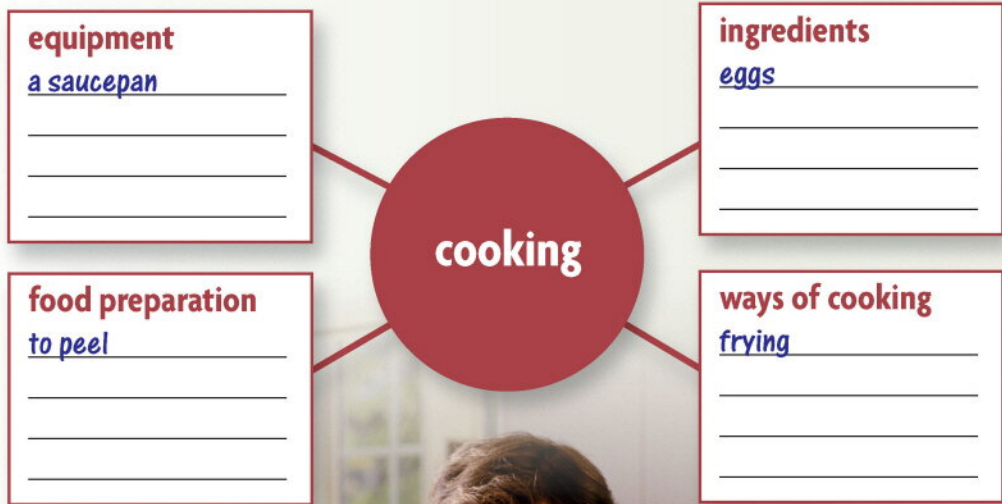 equipment
a saucepan
food preparation
to peel
cooking
ingredients
eggs
ways of cooking
frying